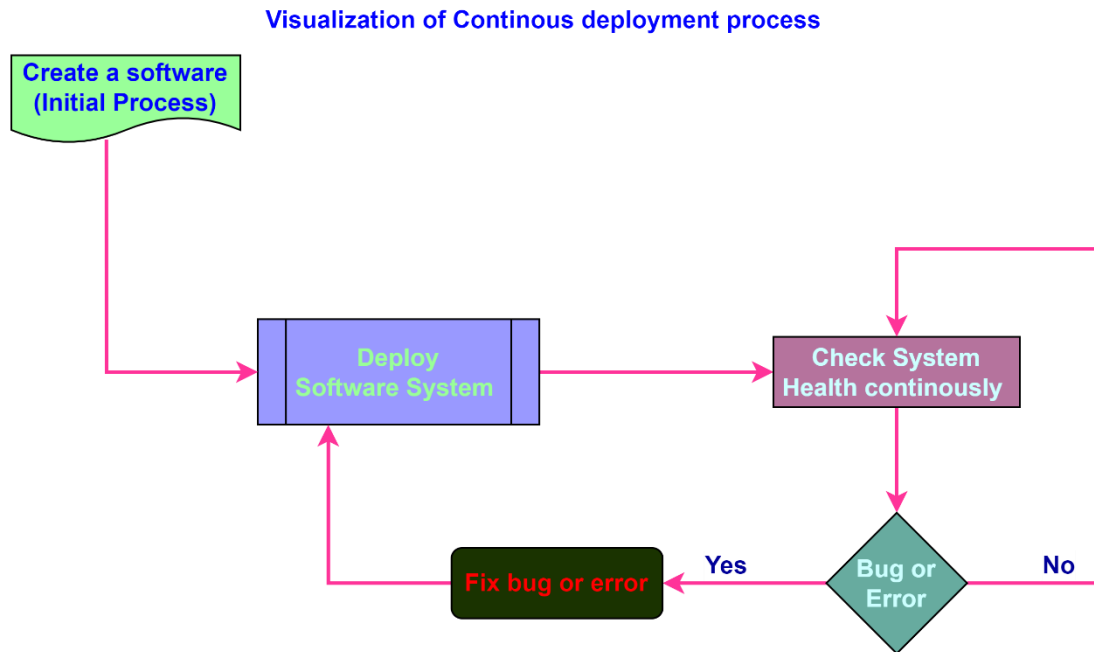 Visualization of Continous deployment process
Create a software
(Initial Process)
Deploy
Software System
Check System
Health continously
Bug or
Error
Yes
No
Fix bug or error